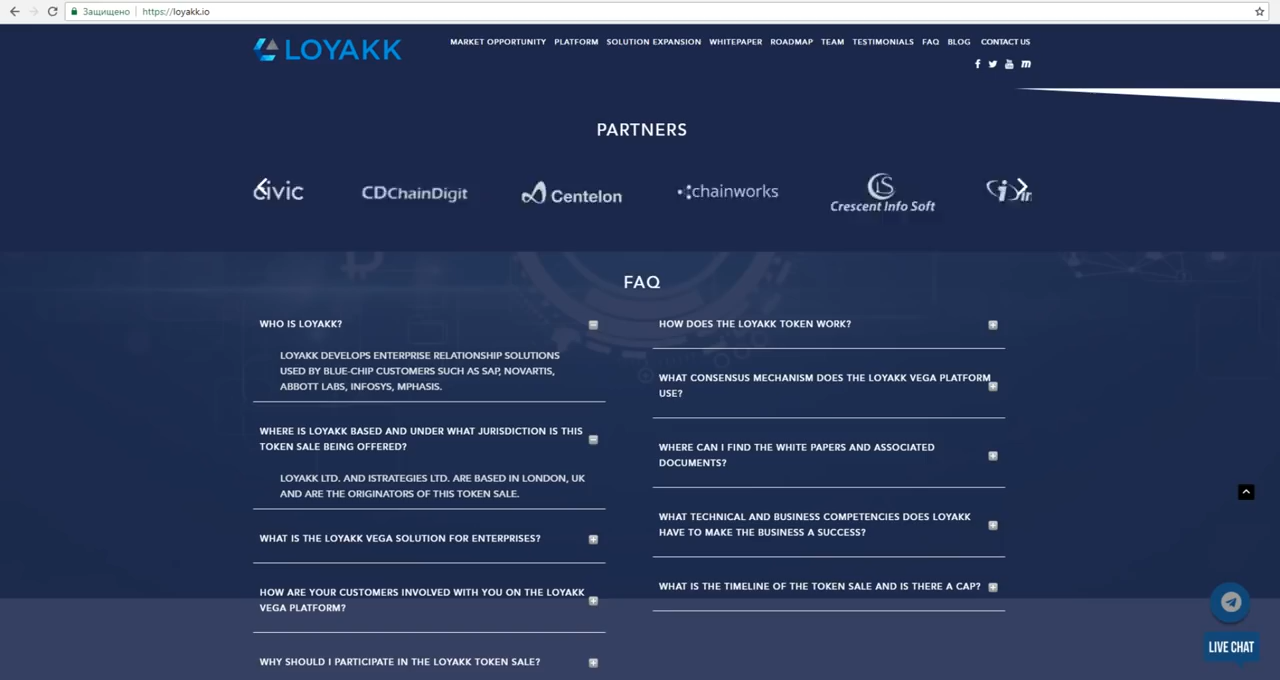 Защищено https://loyakk.io
LOYAKK
MARKET OPPORTUNITY PLATFORM SOLUTION EXPANSION WHITEPAPER ROADMAP TEAM TESTIMONIALS FAQ BLOG CONTACT US
PARTNERS
civic CDChainDigit Centelon chainworks
Crescent Info Soft
FAQ
WHO IS LOYAKK?
LOYAKK DEVELOPS ENTERPRISE RELATIONSHIP SOLUTIONS
USED BY BLUE-CHIP CUSTOMERS SUCH AS SAP, NOVARTIS,
ABBOTT LABS, INFOSYS, MPHASIS.
WHERE IS LOYAKK BASED AND UNDER WHAT JURISDICTION IS THIS
TOKEN SALE BEING OFFERED?
LOYAKK LTD. AND ISTRATEGIES LTD. ARE BASED IN LONDON, UK
AND ARE THE ORIGINATORS OF THIS TOKEN SALE.
WHAT IS THE LOYAKK VEGA SOLUTION FOR ENTERPRISES?
HOW ARE YOUR CUSTOMERS INVOLVED WITH YOU ON THE LOYAKK
VEGA PLATFORM?
WHY SHOULD I PARTICIPATE IN THE LOYAKK TOKEN SALE?
HOW DOES THE LOYAKK TOKEN WORK?
WHAT CONSENSUS MECHANISM DOES THE LOYAKK VEGA PLATFORM
USE?
WHERE CAN I FIND THE WHITE PAPERS AND ASSOCIATED
DOCUMENTS?
WHAT TECHNICAL AND BUSINESS COMPETENCIES DOES LOYAKK
HAVE TO MAKE THE BUSINESS A SUCCESS?
WHAT IS THE TIMELINE OF THE TOKEN SALE AND IS THERE A CAP?
LIVE CHAT